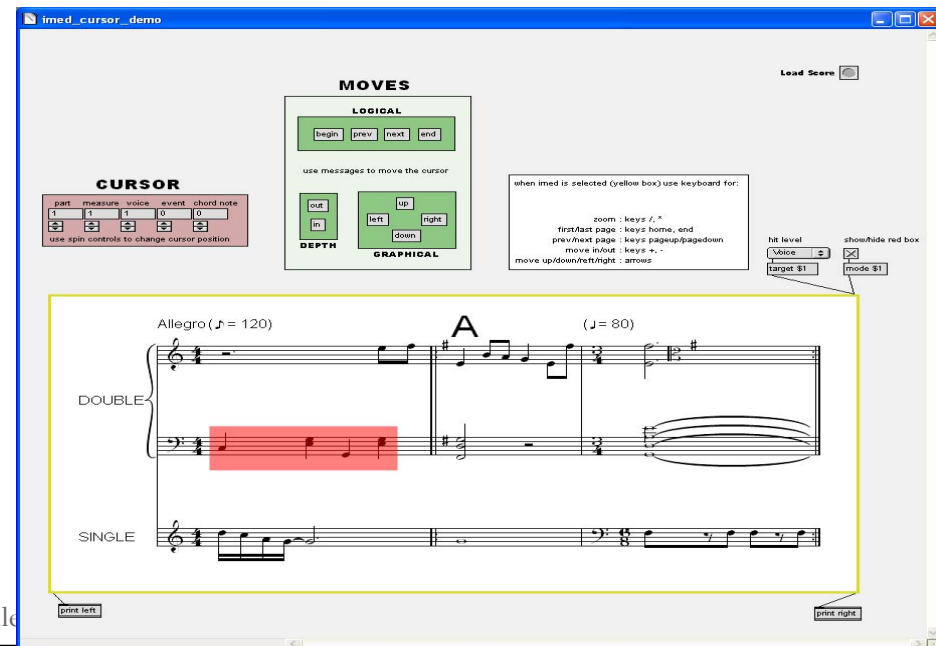 imed_cursor_demo
Load Score
MOVES
LOGICAL
begin prev next end
use messages to move the cursor
out
in
DEPTH
up
left right
down
GRAPHICAL
CURSOR
part measure voice event chord note
1 1 1 0 0
use spin controls to change cursor position
when imed is selected (yellow box) use keyboard for:
zoom : keys /, *
first/last page : keys home, end
prev/next page : keys pageup/pagedown
move in/out : keys +, -
move up/down/reft/right : arrows
hit level show/hide red box
Voice
target $1 mode $1
Allegro (♪ = 120) A (♩ = 80)
DOUBLE
SINGLE
print left
print right